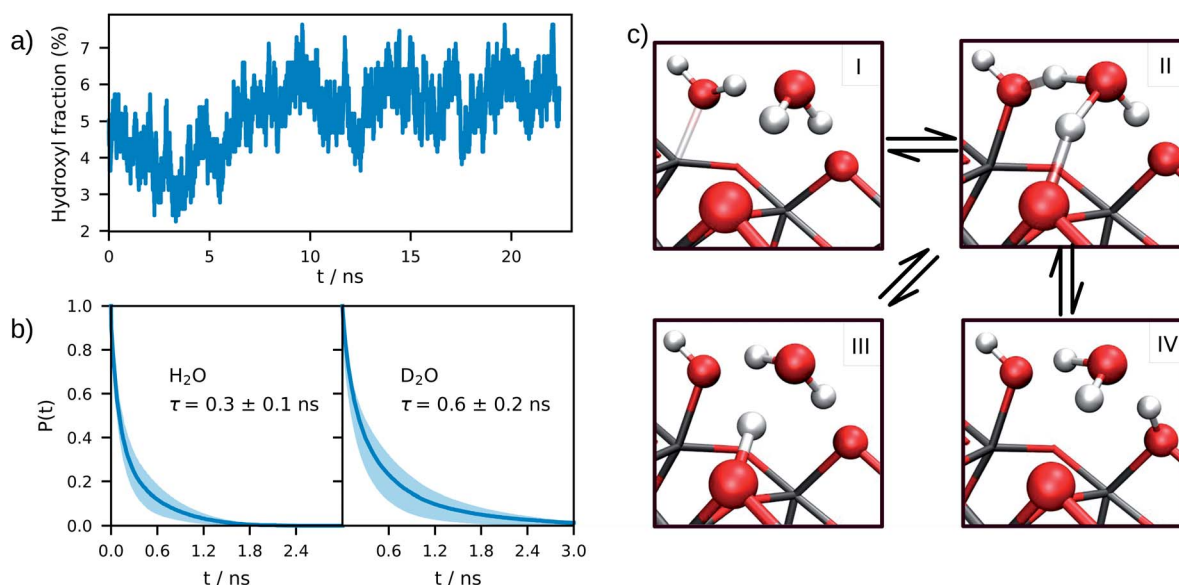 a)
Hydroxyl fraction (%)
7
6
5
4
3
2
0 5 10 15 20
t / ns
b)
P(t)
1.0
0.8
0.6
0.4
0.2
0.0
H₂O
τ = 0.3 ± 0.1 ns
D₂O
τ = 0.6 ± 0.2 ns
0.0 0.6 1.2 1.8 2.4 0.6 1.2 1.8 2.4 3.0
t / ns t / ns
c)
I
II
III
IV